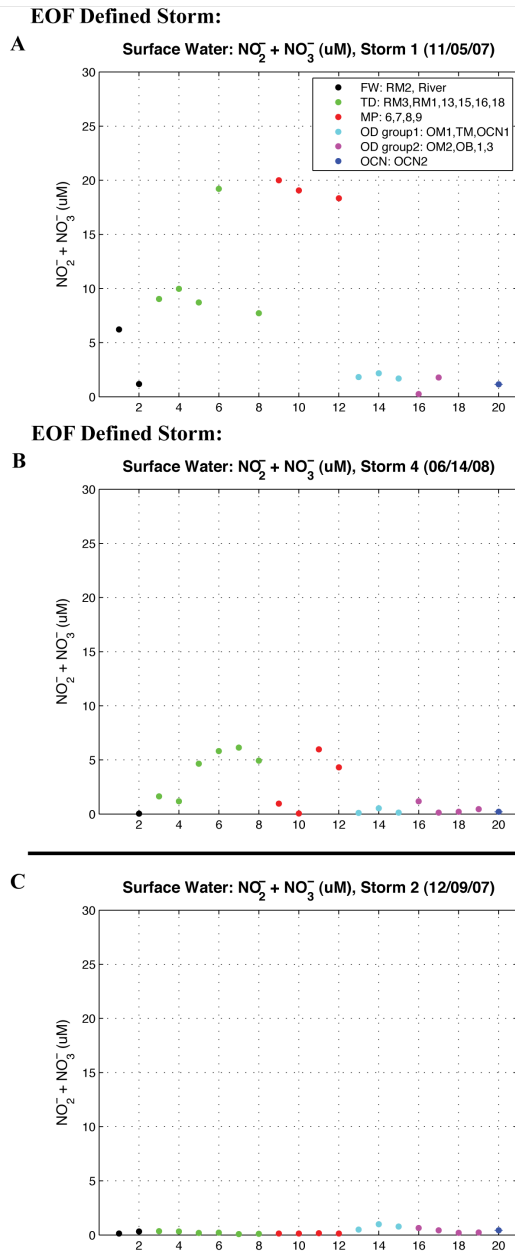 EOF Defined Storm:
A
Surface Water: NO₂⁻ + NO₃⁻ (uM), Storm 1 (11/05/07)
FW: RM2, River
TD: RM3,RM1,13,15,16,18
MP: 6,7,8,9
OD group1: OM1,TM,OCN1
OD group2: OM2,OB,1,3
OCN: OCN2
NO₂⁻ + NO₃⁻ (uM)
30
25
20
15
10
5
0
2 4 6 8 10 12 14 16 18 20
EOF Defined Storm:
B
Surface Water: NO₂⁻ + NO₃⁻ (uM), Storm 4 (06/14/08)
NO₂⁻ + NO₃⁻ (uM)
30
25
20
15
10
5
0
2 4 6 8 10 12 14 16 18 20
C
Surface Water: NO₂⁻ + NO₃⁻ (uM), Storm 2 (12/09/07)
NO₂⁻ + NO₃⁻ (uM)
30
25
20
15
10
5
0
2 4 6 8 10 12 14 16 18 20